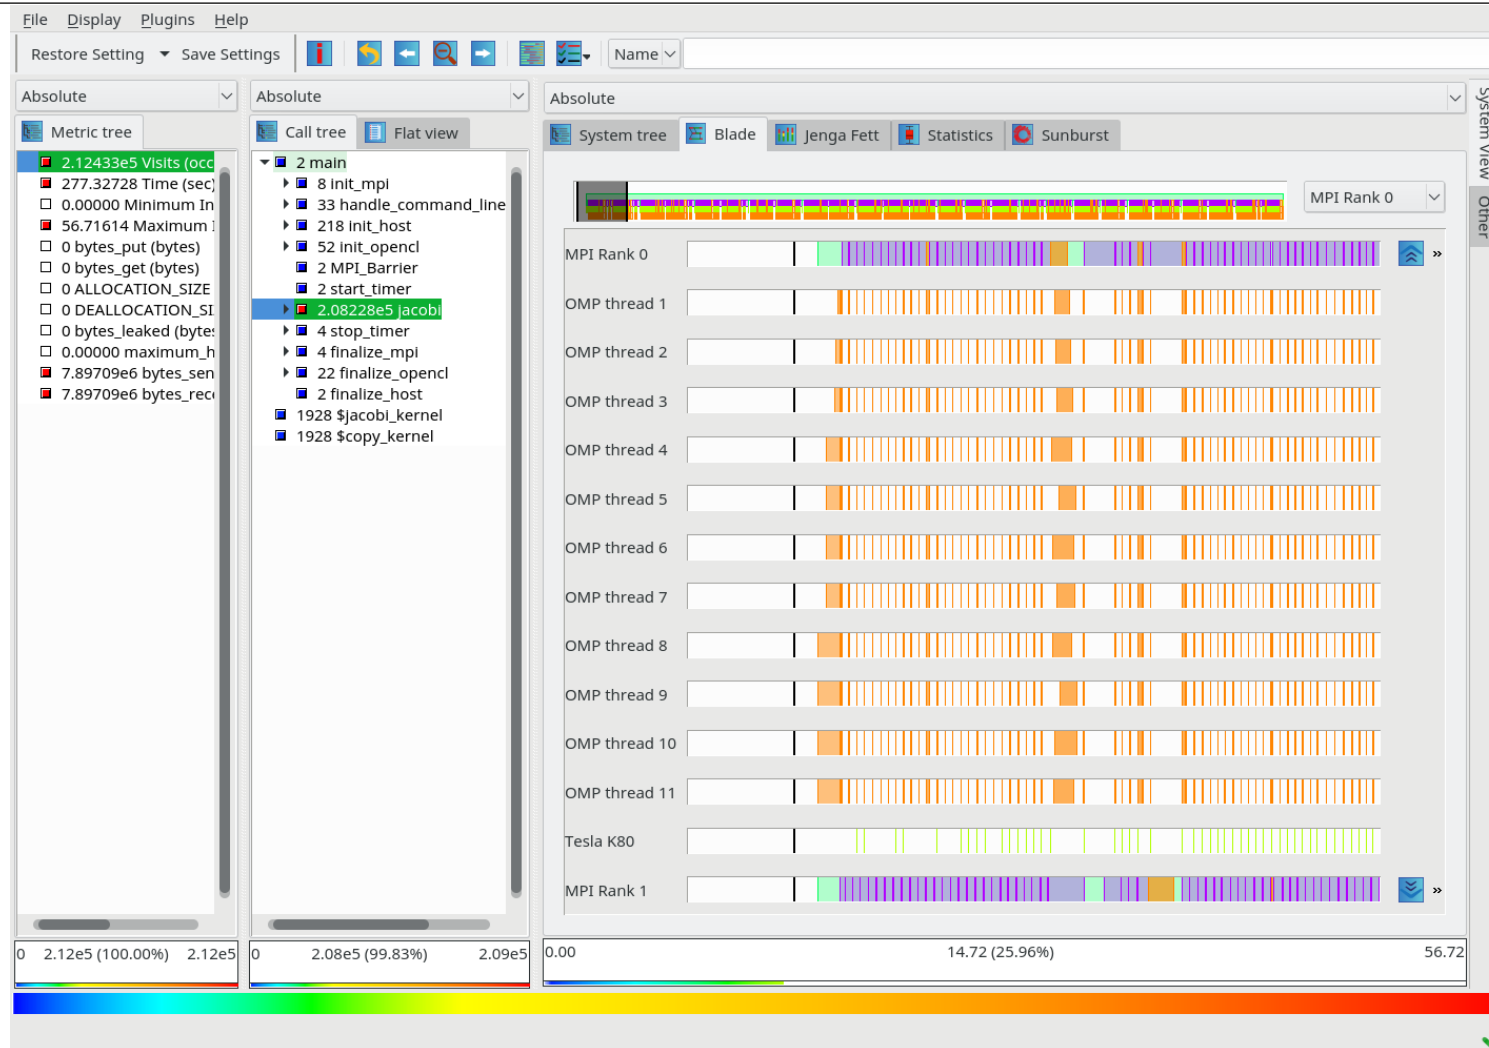 File Display Plugins Help
Restore Setting Save Settings Name
Absolute Absolute Absolute
Metric tree Call tree Flat view System tree Blade Jenga Fett Statistics Sunburst
System View
Other
2.12433e5 Visits (occ
277.32728 Time (sec)
0.00000 Minimum In
56.71614 Maximum I
0 bytes_put (bytes)
0 bytes_get (bytes)
0 ALLOCATION_SIZE
0 DEALLOCATION_SI
0 bytes_leaked (bytes
0.00000 maximum_h
7.89709e6 bytes_sen
7.89709e6 bytes_rece
2 main
8 init_mpi
33 handle_command_line
218 init_host
52 init_opencl
2 MPI_Barrier
2 start_timer
2.08228e5 jacobi
4 stop_timer
4 finalize_mpi
22 finalize_opencl
2 finalize_host
1928 $jacobi_kernel
1928 $copy_kernel
MPI Rank 0
MPI Rank 0 »
OMP thread 1
OMP thread 2
OMP thread 3
OMP thread 4
OMP thread 5
OMP thread 6
OMP thread 7
OMP thread 8
OMP thread 9
OMP thread 10
OMP thread 11
Tesla K80
MPI Rank 1 »
0 2.12e5 (100.00%) 2.12e5
0 2.08e5 (99.83%) 2.09e5
0.00 14.72 (25.96%) 56.72